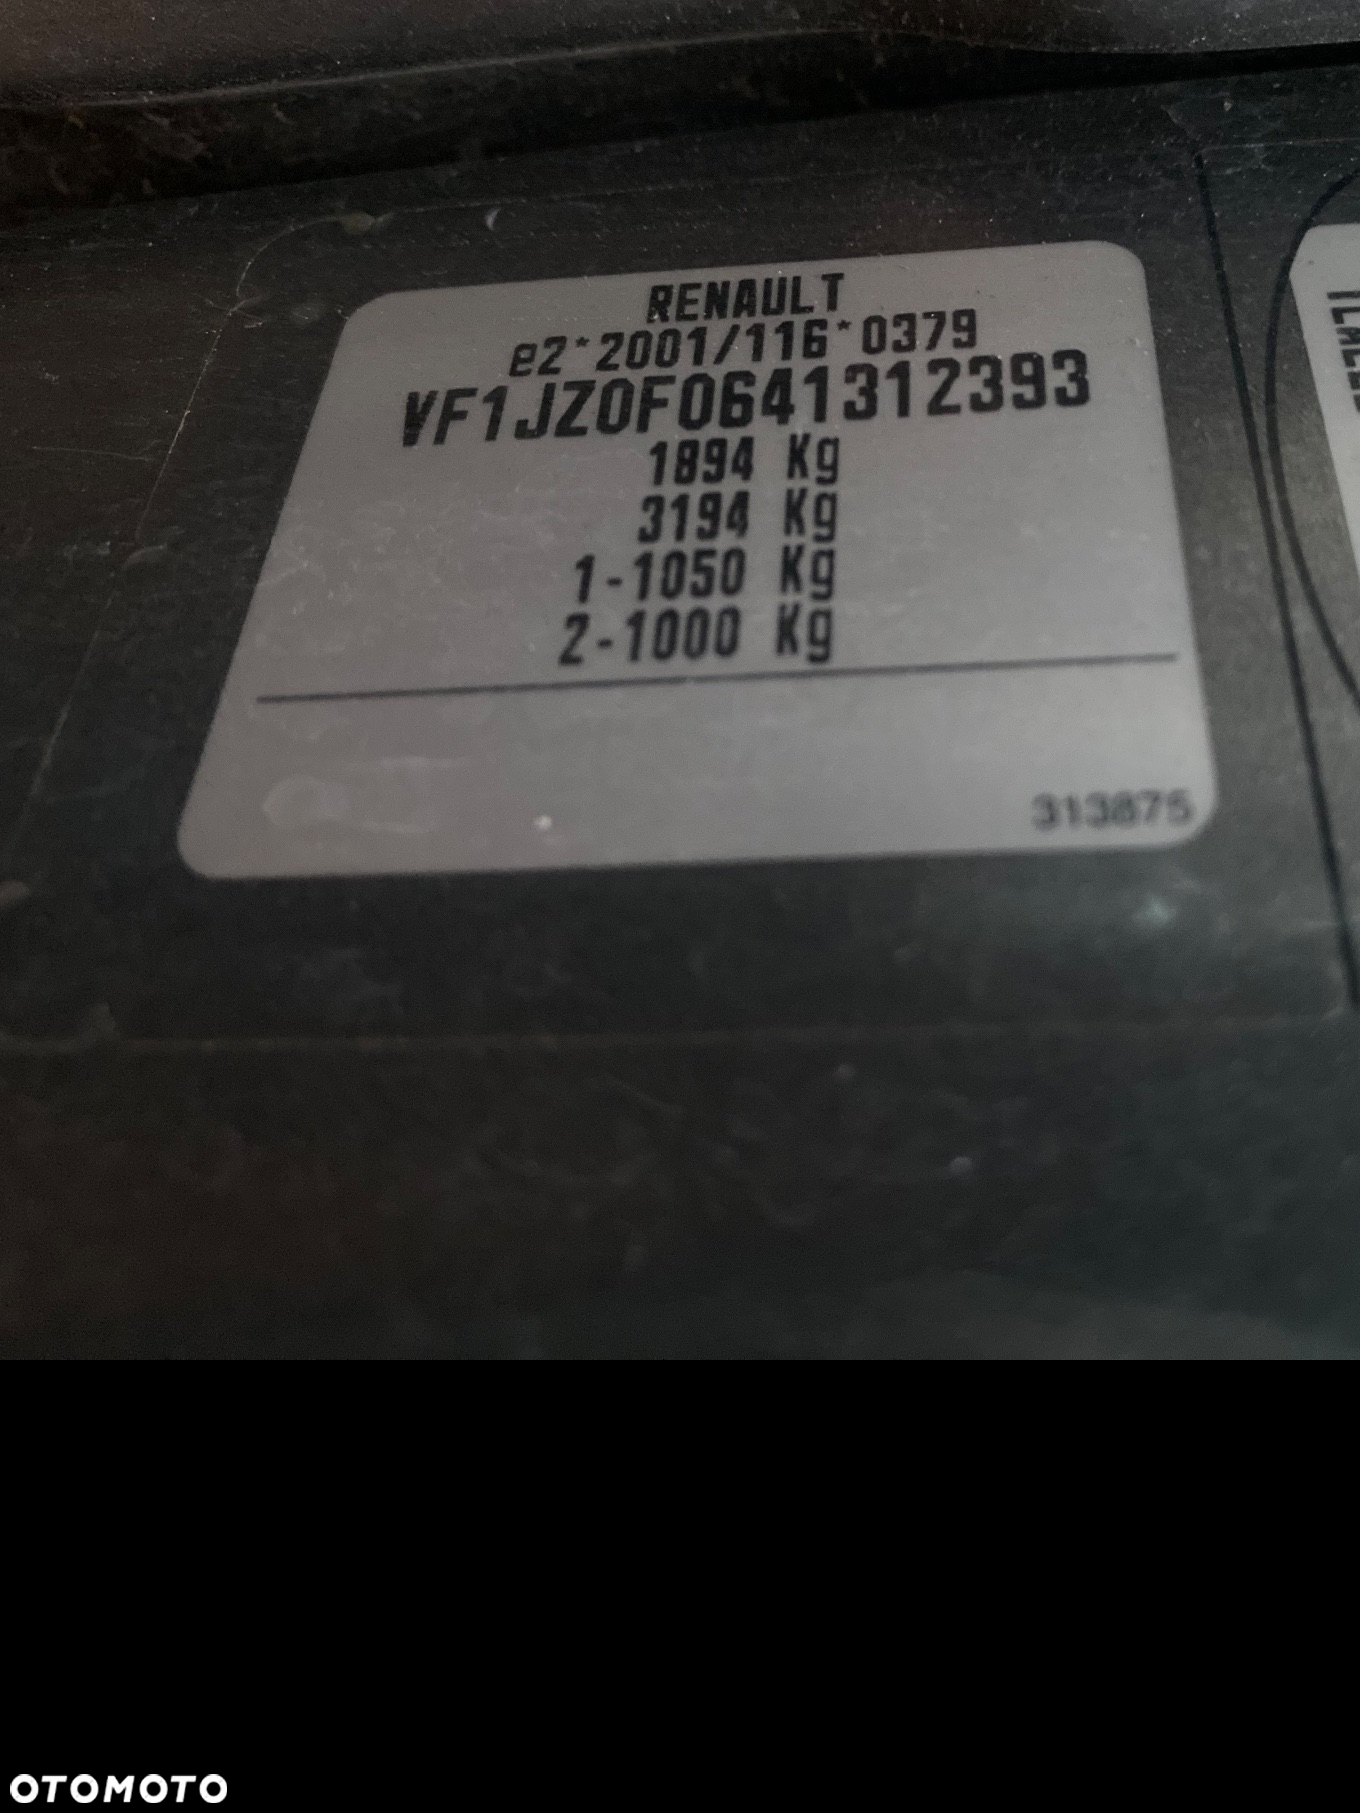 RENAULT
e2*2001/116*0379
VF1JZ0F0641312393
1894 Kg
3194 Kg
1-1050 Kg
2-1000 Kg
313875
OTOMOTO